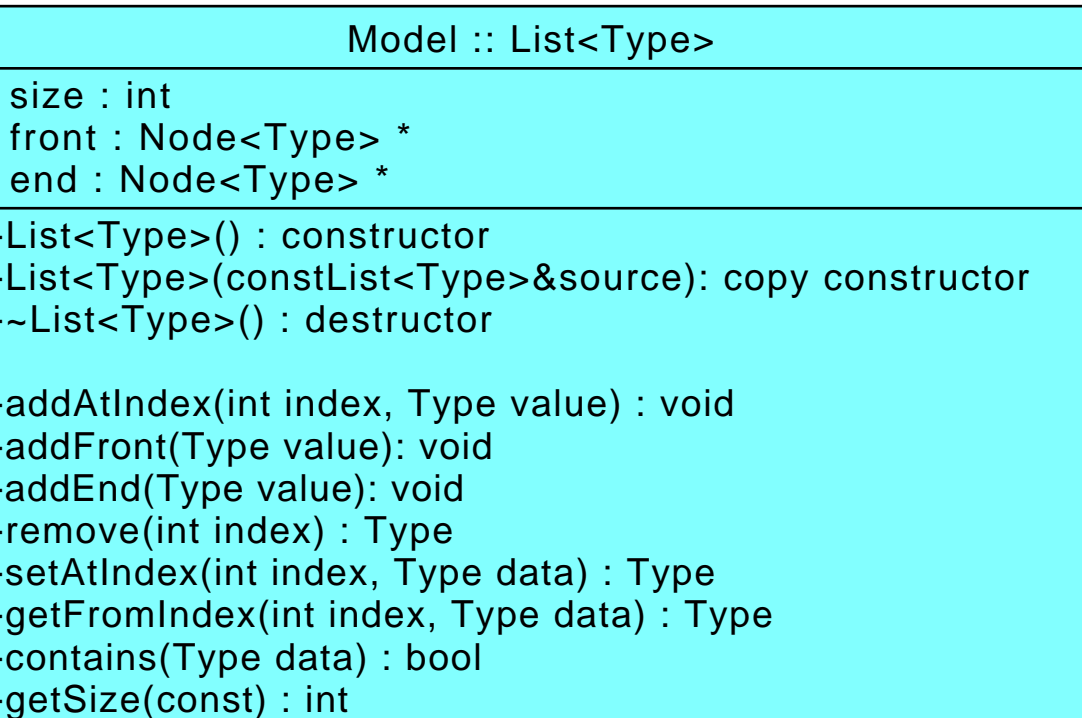 Model :: List<Type>
size : int
front : Node<Type> *
end : Node<Type> *
-List<Type>() : constructor
-List<Type>(constList<Type>&source): copy constructor
-~List<Type>() : destructor
-addAtIndex(int index, Type value) : void
-addFront(Type value): void
-addEnd(Type value): void
-remove(int index) : Type
-setAtIndex(int index, Type data) : Type
-getFromIndex(int index, Type data) : Type
-contains(Type data) : bool
-getSize(const) : int